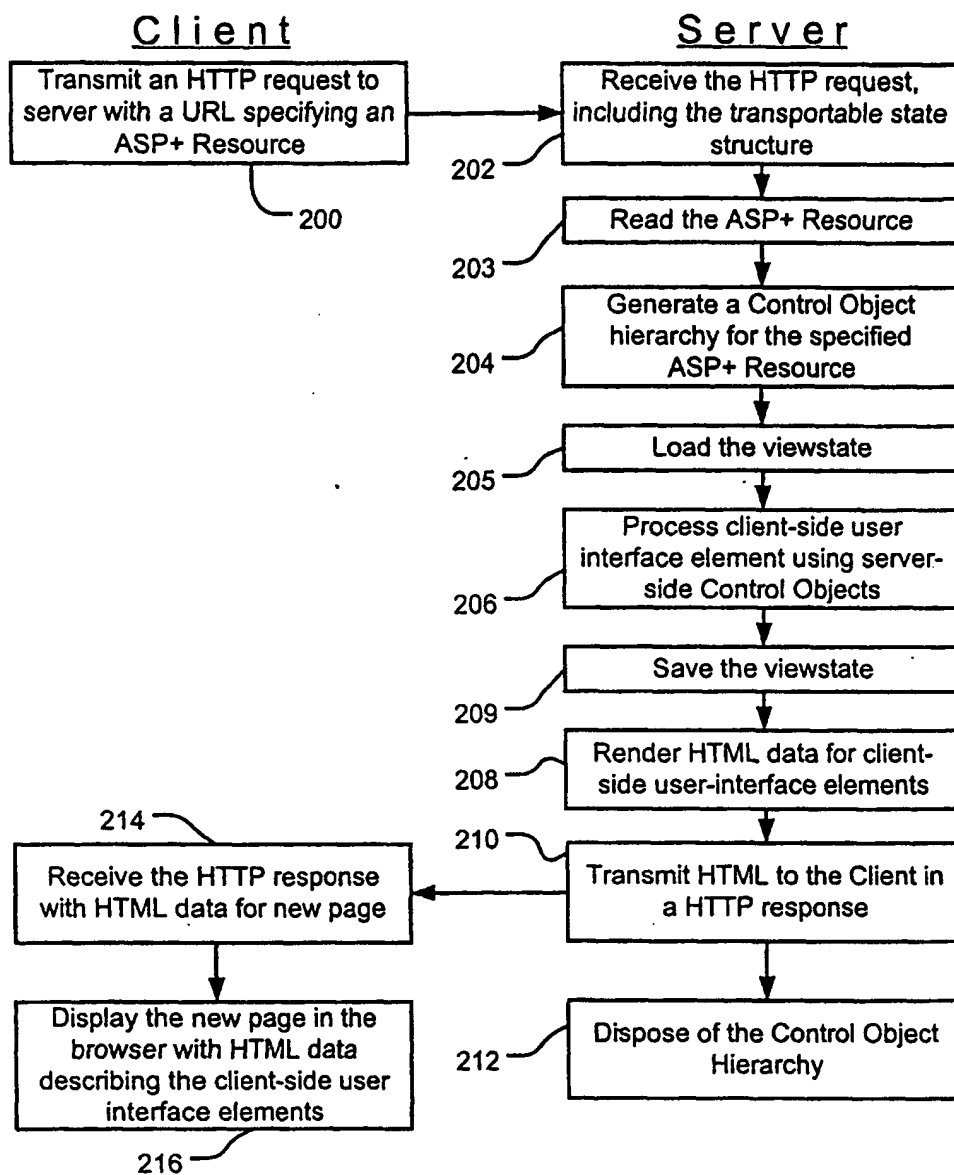 Client
Server
Transmit an HTTP request to
server with a URL specifying an
ASP+ Resource
200
Receive the HTTP request,
including the transportable state
structure
202
Read the ASP+ Resource
203
Generate a Control Object
hierarchy for the specified
ASP+ Resource
204
Load the viewstate
205
Process client-side user
interface element using server-
side Control Objects
206
Save the viewstate
209
Render HTML data for client-
side user-interface elements
208
210
Transmit HTML to the Client in
a HTTP response
214
Receive the HTTP response
with HTML data for new page
Display the new page in the
browser with HTML data
describing the client-side user
interface elements
216
Dispose of the Control Object
Hierarchy
212